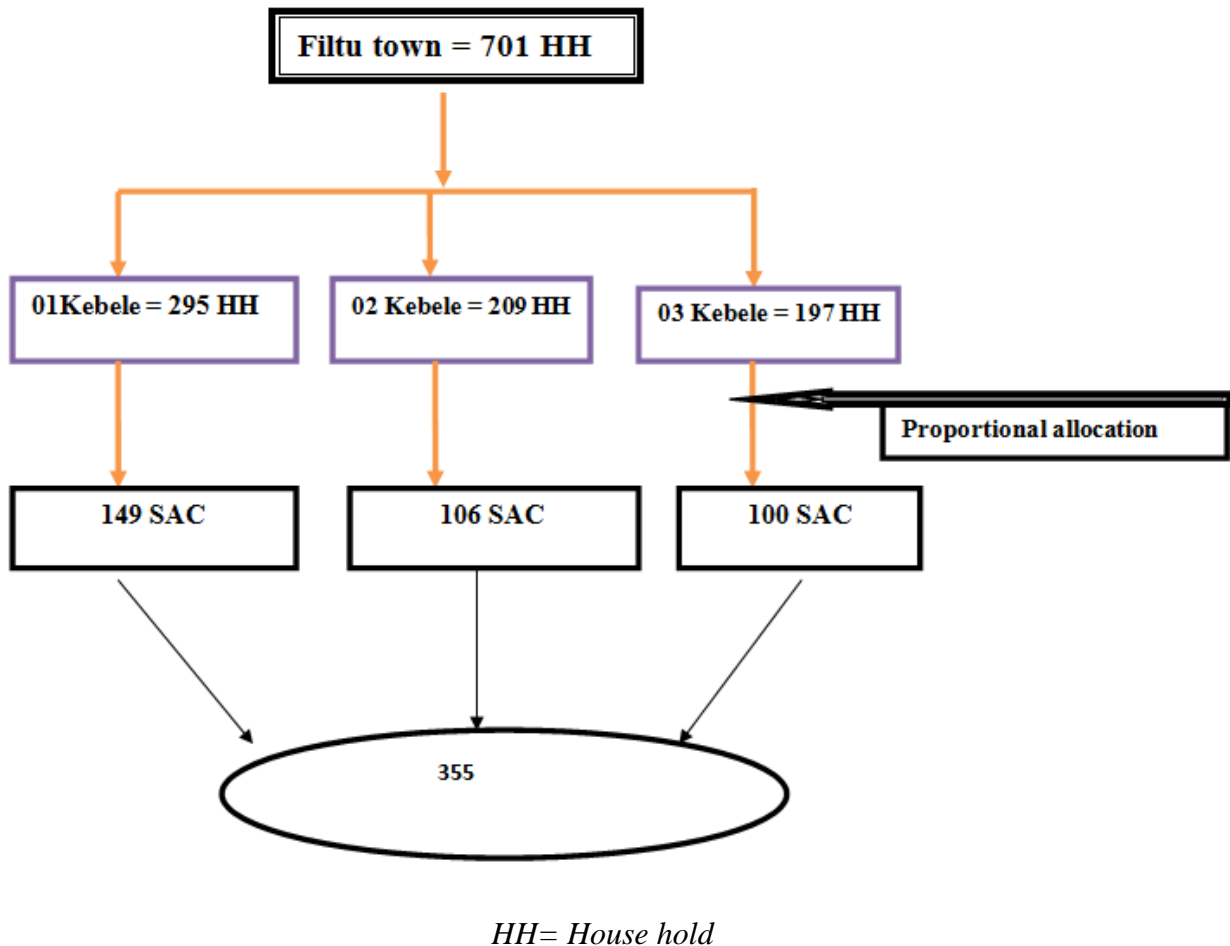 Filtu town = 701 HH
01Kebele = 295 HH
02 Kebele = 209 HH
03 Kebele = 197 HH
Proportional allocation
149 SAC
106 SAC
100 SAC
355
HH= House hold